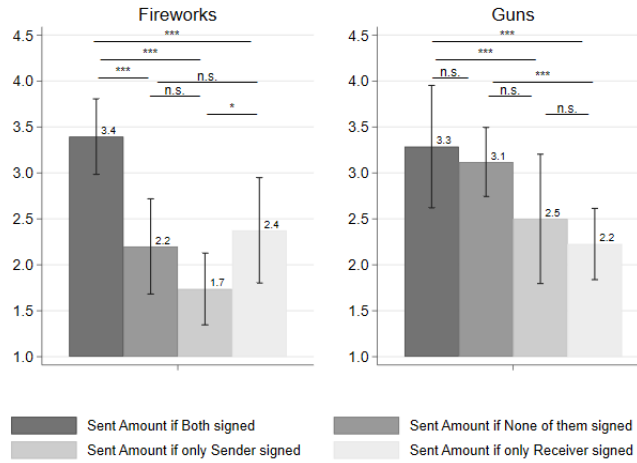 Fireworks
Guns
4.5
4.0
3.5
3.0
2.5
2.0
1.5
1.0
***
***
***
n.s.
n.s.
*
3.4
2.2
1.7
2.4
4.5
4.0
3.5
3.0
2.5
2.0
1.5
1.0
***
***
n.s.
***
n.s.
n.s.
3.3
3.1
2.5
2.2
Sent Amount if Both signed
Sent Amount if None of them signed
Sent Amount if only Sender signed
Sent Amount if only Receiver signed